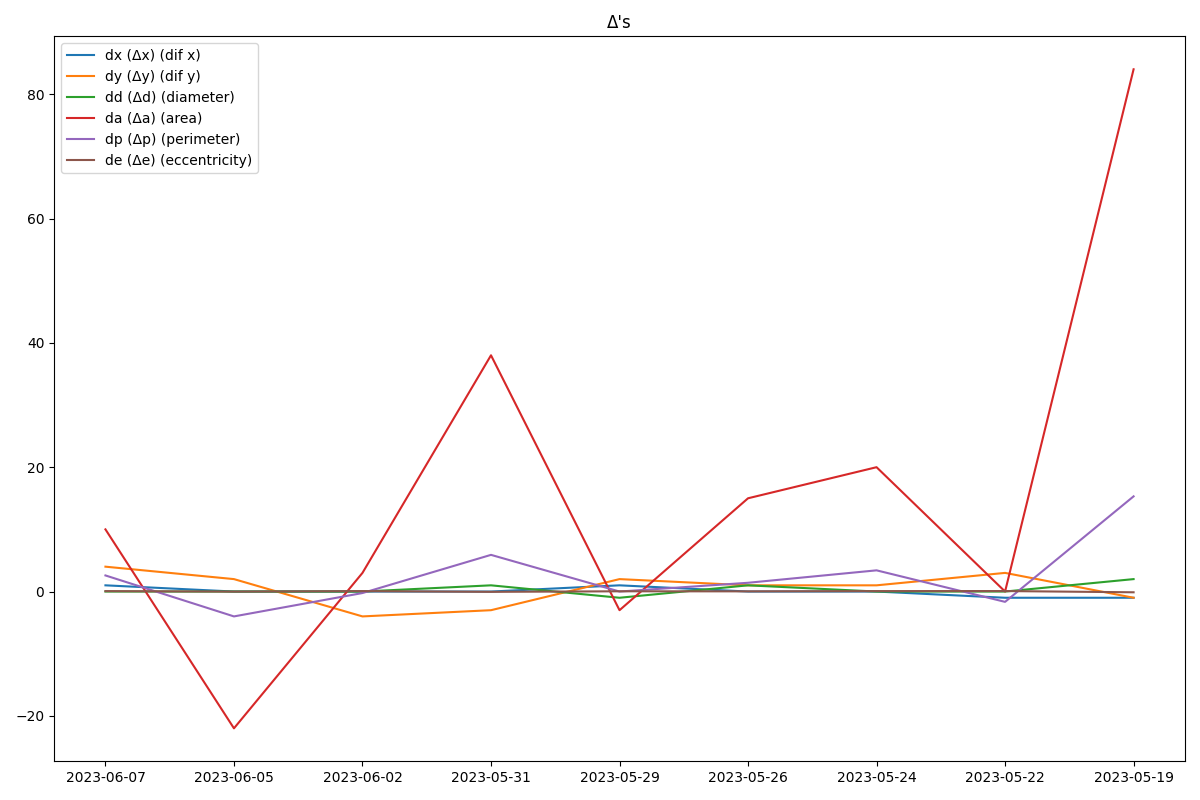 Δ's
dx (Δx) (dif x)
dy (Δy) (dif y)
dd (Δd) (diameter)
da (Δa) (area)
dp (Δp) (perimeter)
de (Δe) (eccentricity)
80
60
40
20
0
−20
2023-06-07 2023-06-05 2023-06-02 2023-05-31 2023-05-29 2023-05-26 2023-05-24 2023-05-22 2023-05-19